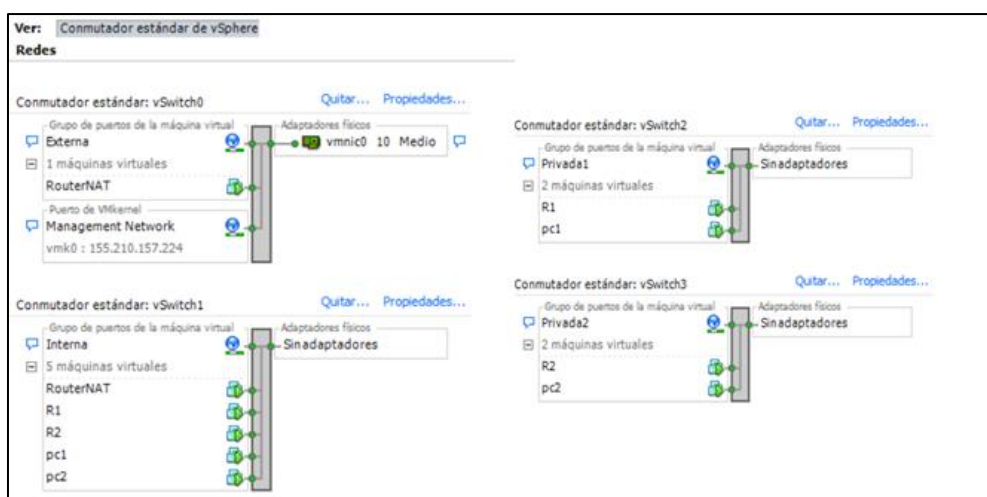 Ver: Conmutador estándar de vSphere
Redes
Conmutador estándar: vSwitch0 Quitar... Propiedades...
Grupo de puertos de la máquina virtual Adaptadores físicos
Externa vmnic0 10 Medio
1 máquinas virtuales
RouterNAT
Puerto de VMkernel
Management Network
vmk0 : 155.210.157.224
Conmutador estándar: vSwitch1 Quitar... Propiedades...
Grupo de puertos de la máquina virtual Adaptadores físicos
Interna Sin adaptadores
5 máquinas virtuales
RouterNAT
R1
R2
pc1
pc2
Conmutador estándar: vSwitch2 Quitar... Propiedades...
Grupo de puertos de la máquina virtual Adaptadores físicos
Privada1 Sin adaptadores
2 máquinas virtuales
R1
pc1
Conmutador estándar: vSwitch3 Quitar... Propiedades...
Grupo de puertos de la máquina virtual Adaptadores físicos
Privada2 Sin adaptadores
2 máquinas virtuales
R2
pc2